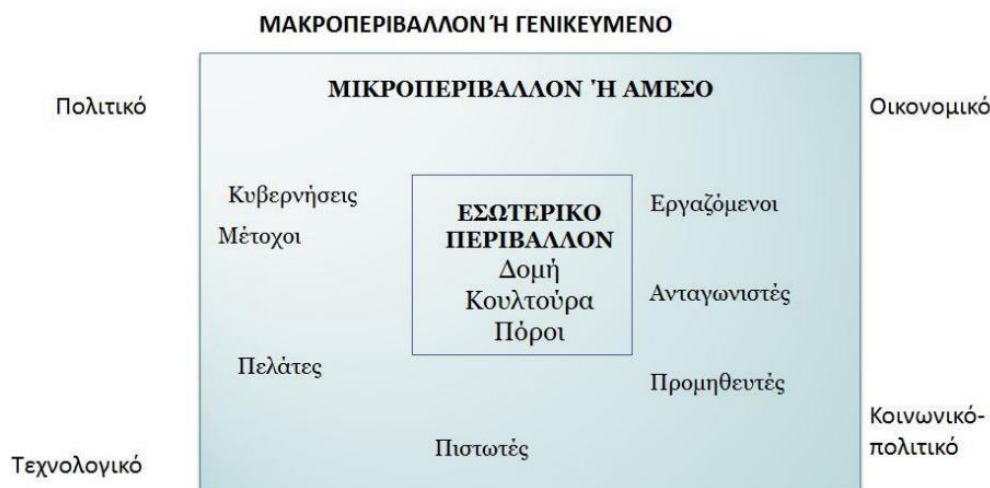 ΜΑΚΡΟΠΕΡΙΒΑΛΛΟΝ Ή ΓΕΝΙΚΕΥΜΕΝΟ
ΜΙΚΡΟΠΕΡΙΒΑΛΛΟΝ Ή ΑΜΕΣΟ
Πολιτικό
Οικονομικό
Κυβερνήσεις
Μέτοχοι
Πελάτες
ΕΣΩΤΕΡΙΚΟ
ΠΕΡΙΒΑΛΛΟΝ
Δομή
Κουλτούρα
Πόροι
Εργαζόμενοι
Ανταγωνιστές
Προμηθευτές
Πιστωτές
Τεχνολογικό
Κοινωνικό-
πολιτικό